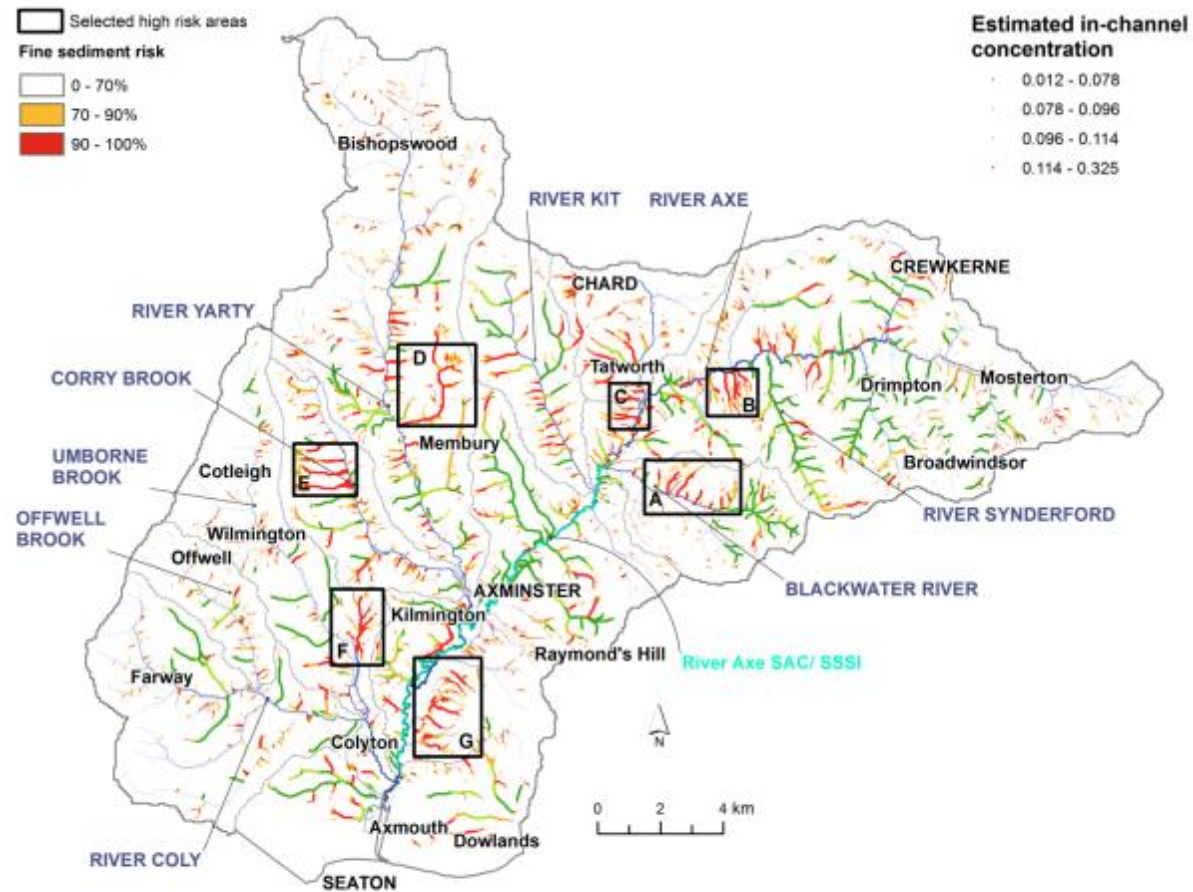 Selected high risk areas
Fine sediment risk
0 - 70%
70 - 90%
90 - 100%
Estimated in-channel
concentration
0.012 - 0.078
0.078 - 0.096
0.096 - 0.114
0.114 - 0.325
Bishopswood
RIVER KIT
RIVER AXE
CHARD
CREWKERNE
RIVER YARTY
D
Tatworth
CORRY BROOK
C
B
Drimpton
Mosterton
Membury
UMBORNE
BROOK
Cotleigh
E
A
Broadwindsor
OFFWELL
BROOK
Wilmington
RIVER SYNDERFORD
Offwell
AXMINSTER
BLACKWATER RIVER
Kilmington
F
Raymond's Hill
River Axe SAC/ SSSI
Farway
N
Colyton
G
0 2 4 km
Axmouth
Dowlands
RIVER COLY
SEATON